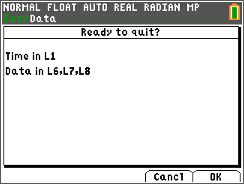 NORMAL FLOAT AUTO REAL RADIAN MP
Data
Ready to quit?
Time in L1
Data in L6,L7,L8
Cancl
OK